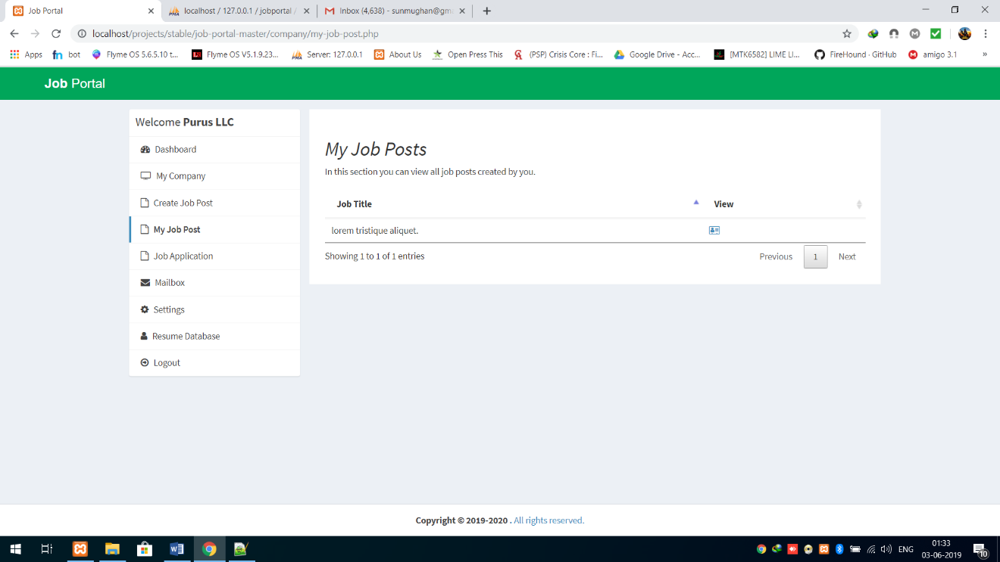 Job Portal
localhost / 127.0.0.1 / jobportal /
Inbox (4,638) - sunmughan@gm
localhost/projects/stable/job-portal-master/company/my-job-post.php
Apps
bot
Flyme OS 5.6.5.10 t...
Flyme OS V5.1.9.23...
Server: 127.0.0.1
About Us
Open Press This
(PSP) Crisis Core : Fi...
Google Drive - Acc...
[MTK6582] LIME LI...
FireHound · GitHub
amigo 3.1
»
Job Portal
Welcome Purus LLC
Dashboard
My Company
Create Job Post
My Job Post
Job Application
Mailbox
Settings
Resume Database
Logout
My Job Posts
In this section you can view all job posts created by you.
Job Title View
lorem tristique aliquet.
Showing 1 to 1 of 1 entries
Previous 1 Next
Copyright © 2019-2020 . All rights reserved.
ENG
01:33
03-06-2019
10